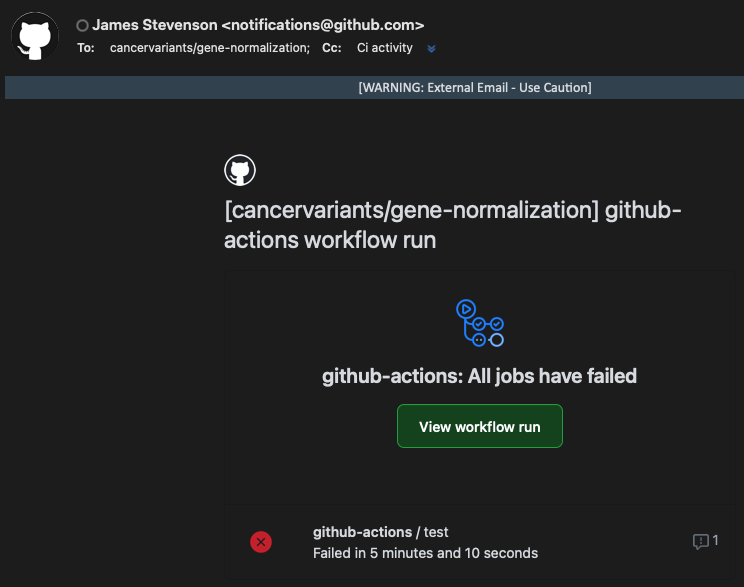 James Stevenson <notifications@github.com>
To: cancervariants/gene-normalization; Cc: Ci activity
[WARNING: External Email - Use Caution]
[cancervariants/gene-normalization] github-
actions workflow run
github-actions: All jobs have failed
View workflow run
github-actions / test
1
Failed in 5 minutes and 10 seconds